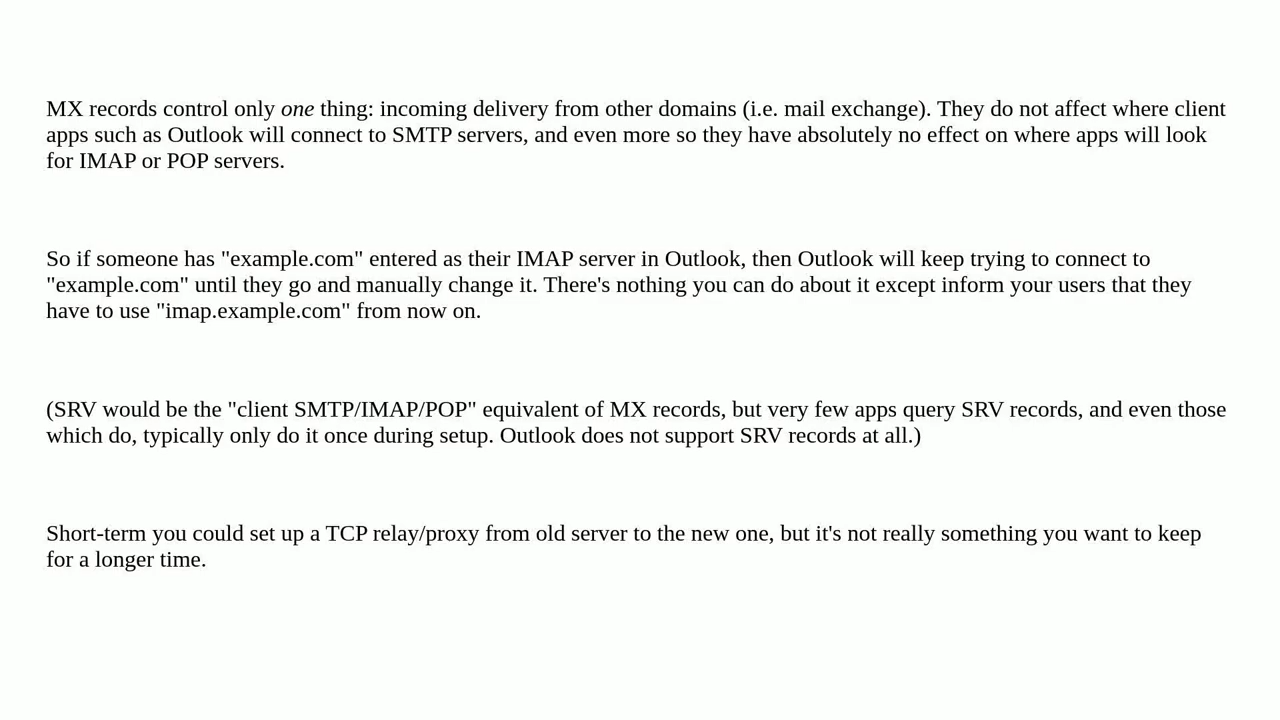 MX records control only one thing: incoming delivery from other domains (i.e. mail exchange). They do not affect where client
apps such as Outlook will connect to SMTP servers, and even more so they have absolutely no effect on where apps will look
for IMAP or POP servers.
So if someone has "example.com" entered as their IMAP server in Outlook, then Outlook will keep trying to connect to
"example.com" until they go and manually change it. There's nothing you can do about it except inform your users that they
have to use "imap.example.com" from now on.
(SRV would be the "client SMTP/IMAP/POP" equivalent of MX records, but very few apps query SRV records, and even those
which do, typically only do it once during setup. Outlook does not support SRV records at all.)
Short-term you could set up a TCP relay/proxy from old server to the new one, but it's not really something you want to keep
for a longer time.